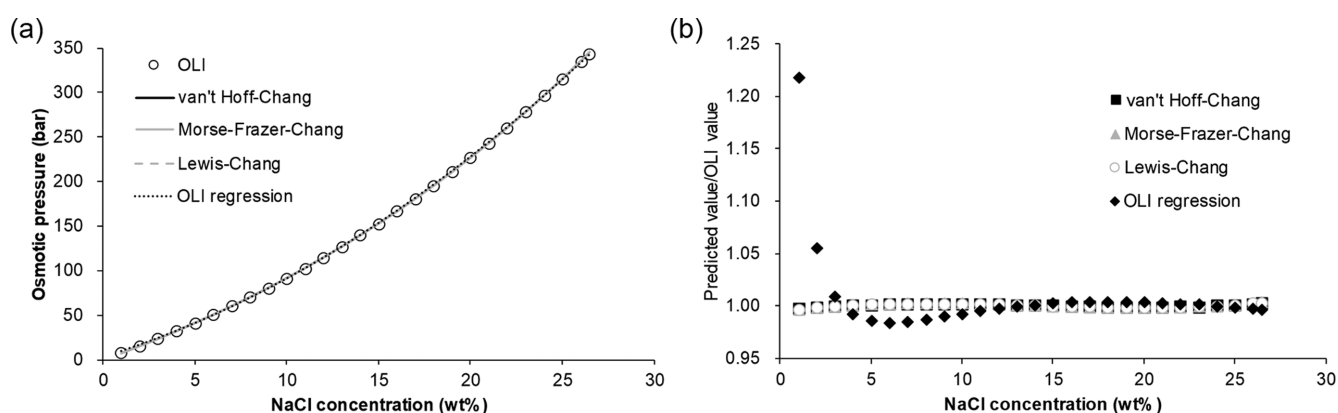 (a)
350
300
250
200
150
100
50
0
Osmotic pressure (bar)
OLI
van't Hoff-Chang
Morse-Frazer-Chang
Lewis-Chang
OLI regression
0 5 10 15 20 25 30
NaCl concentration (wt%)
(b)
1.25
1.20
1.15
1.10
1.05
1.00
0.95
Predicted value/OLI value
van't Hoff-Chang
Morse-Frazer-Chang
Lewis-Chang
OLI regression
0 5 10 15 20 25 30
NaCl concentration (wt%)